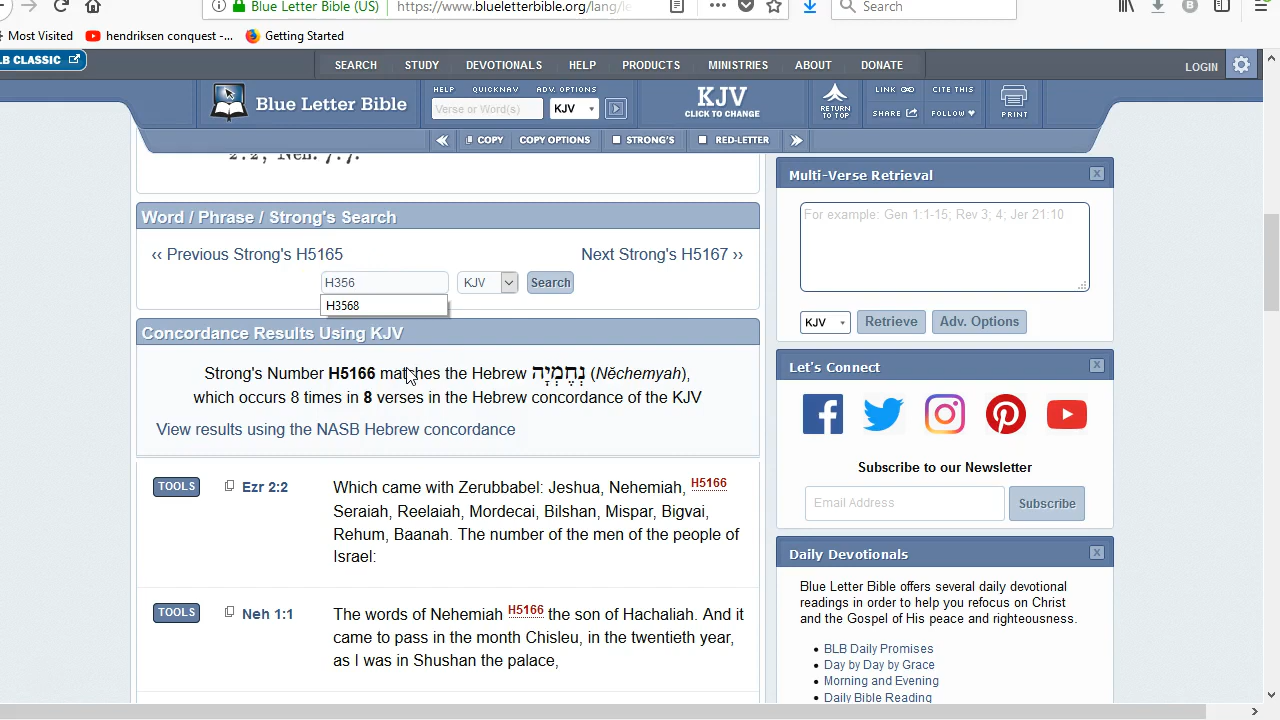 Blue Letter Bible (US)
https://www.blueletterbible.org/lang/le
Search
Most Visited
hendriksen conquest -...
Getting Started
LB CLASSIC
SEARCH STUDY DEVOTIONALS HELP PRODUCTS MINISTRIES ABOUT DONATE
LOGIN
Blue Letter Bible
HELP QUICKNAV ADV. OPTIONS
Verse or Word(s) KJV
KJV
CLICK TO CHANGE
RETURN
TO TOP
LINK CITE THIS
SHARE FOLLOW
PRINT
COPY COPY OPTIONS STRONG'S RED-LETTER
2:2; Neh. 7:7.
Word / Phrase / Strong's Search
‹‹ Previous Strong's H5165 Next Strong's H5167 ››
H356 KJV Search
H3568
Concordance Results Using KJV
Strong's Number H5166 matches the Hebrew נְחֶמְיָה (Nĕchemyah),
which occurs 8 times in 8 verses in the Hebrew concordance of the KJV
View results using the NASB Hebrew concordance
TOOLS Ezr 2:2 Which came with Zerubbabel: Jeshua, Nehemiah, H5166
Seraiah, Reelaiah, Mordecai, Bilshan, Mispar, Bigvai,
Rehum, Baanah. The number of the men of the people of
Israel:
TOOLS Neh 1:1 The words of Nehemiah H5166 the son of Hachaliah. And it
came to pass in the month Chisleu, in the twentieth year,
as I was in Shushan the palace,
Multi-Verse Retrieval X
For example: Gen 1:1-15; Rev 3; 4; Jer 21:10
KJV Retrieve Adv. Options
Let's Connect X
Subscribe to our Newsletter
Email Address Subscribe
Daily Devotionals X
Blue Letter Bible offers several daily devotional
readings in order to help you refocus on Christ
and the Gospel of His peace and righteousness.
• BLB Daily Promises
• Day by Day by Grace
• Morning and Evening
• Daily Bible Reading